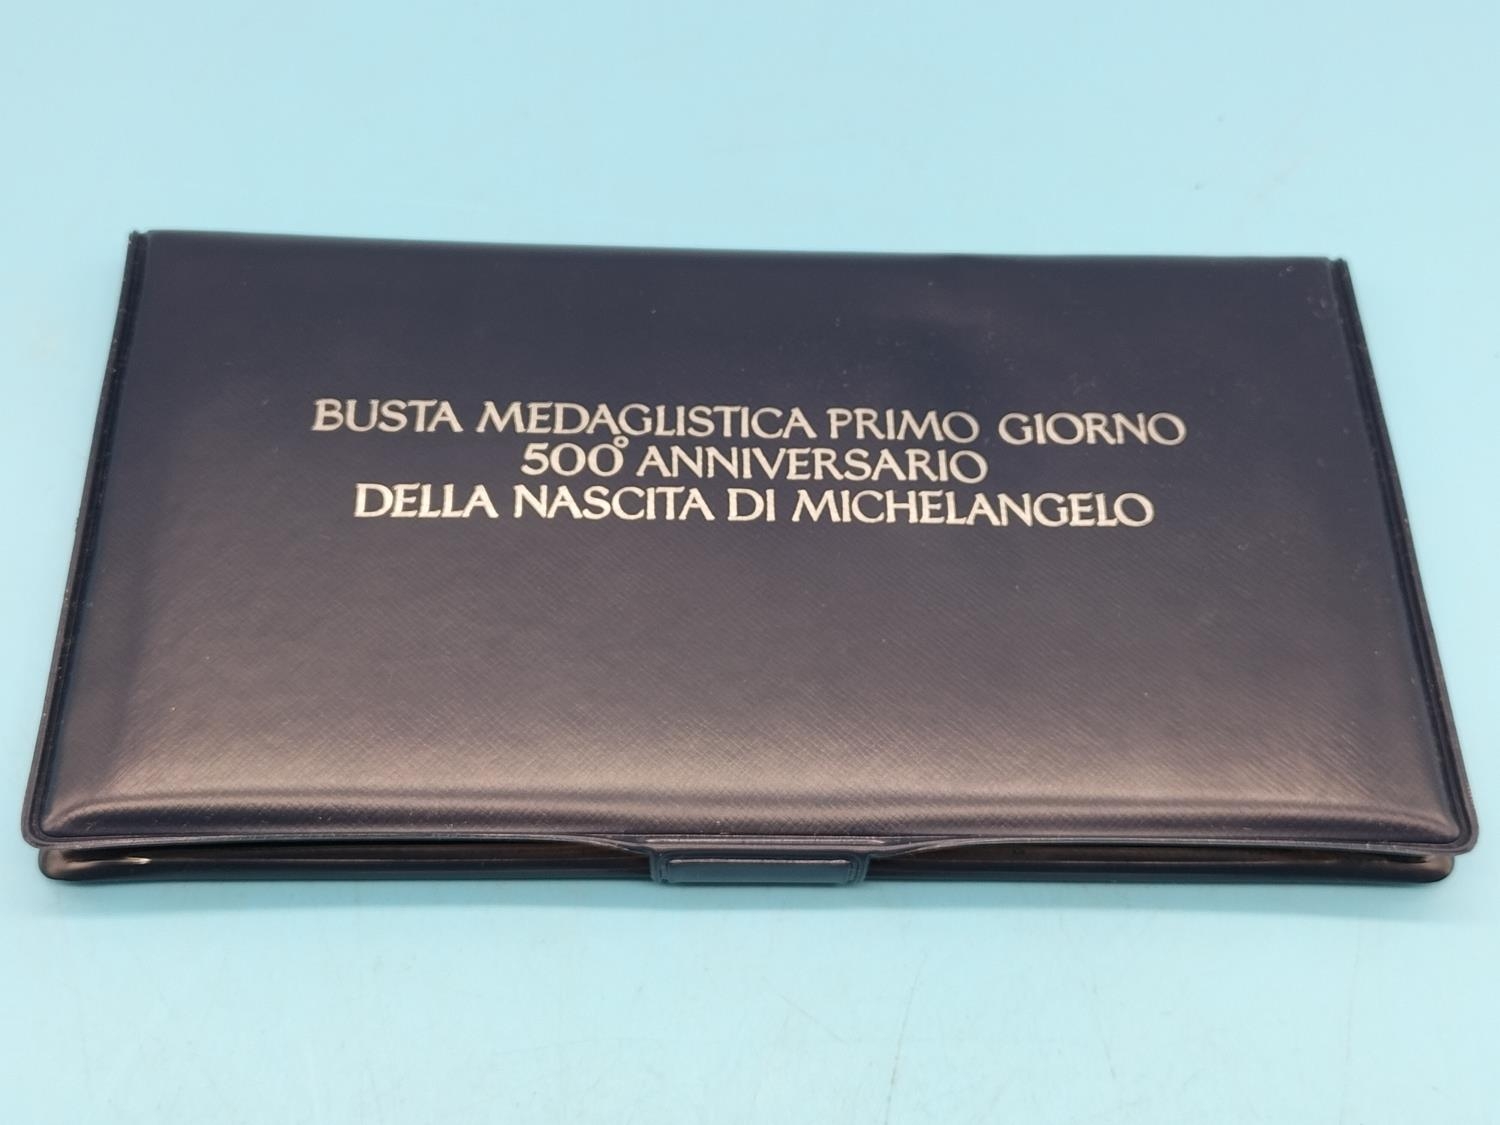 BUSTA MEDAGLISTICA PRIMO GIORNO
500° ANNIVERSARIO
DELLA NASCITA DI MICHELANGELO